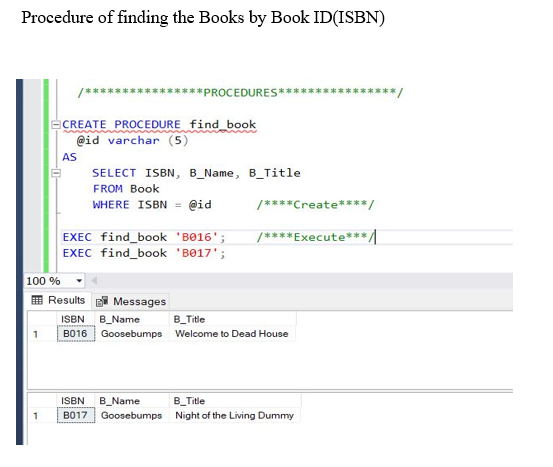 Procedure of finding the Books by Book ID(ISBN)
/****************PROCEDURES****************/
CREATE PROCEDURE find_book
@id varchar (5)
AS
SELECT ISBN, B_Name, B_Title
FROM Book
WHERE ISBN = @id /****Create****/
EXEC find_book 'B016'; /****Execute***/
EXEC find_book 'B017';
100 %
Results Messages
ISBN B_Name B_Title
1 B016 Goosebumps Welcome to Dead House
ISBN B_Name B_Title
1 B017 Goosebumps Night of the Living Dummy